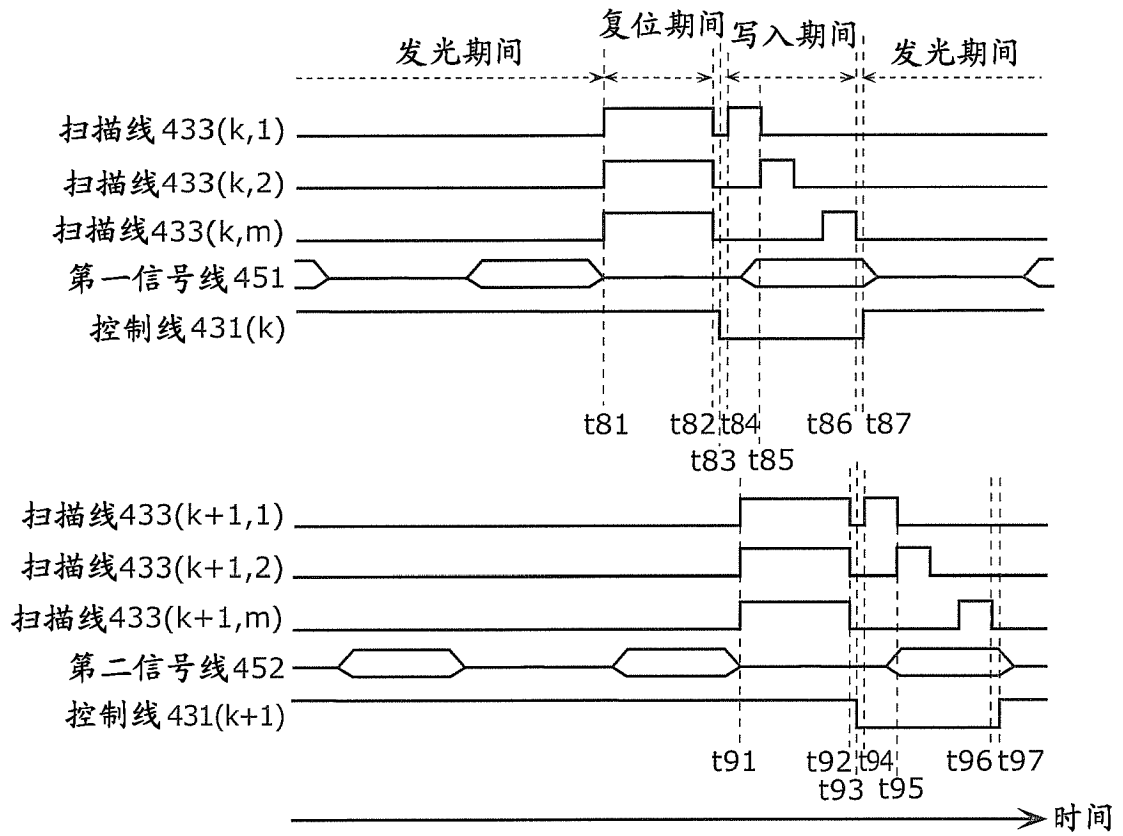 发光期间 复位期间 写入期间 发光期间
扫描线433(k,1)
扫描线433(k,2)
扫描线433(k,m)
第一信号线451
控制线431(k)
t81 t82 t84 t86 t87
t83 t85
扫描线433(k+1,1)
扫描线433(k+1,2)
扫描线433(k+1,m)
第二信号线452
控制线431(k+1)
t91 t92 t94 t96 t97
t93 t95
时间